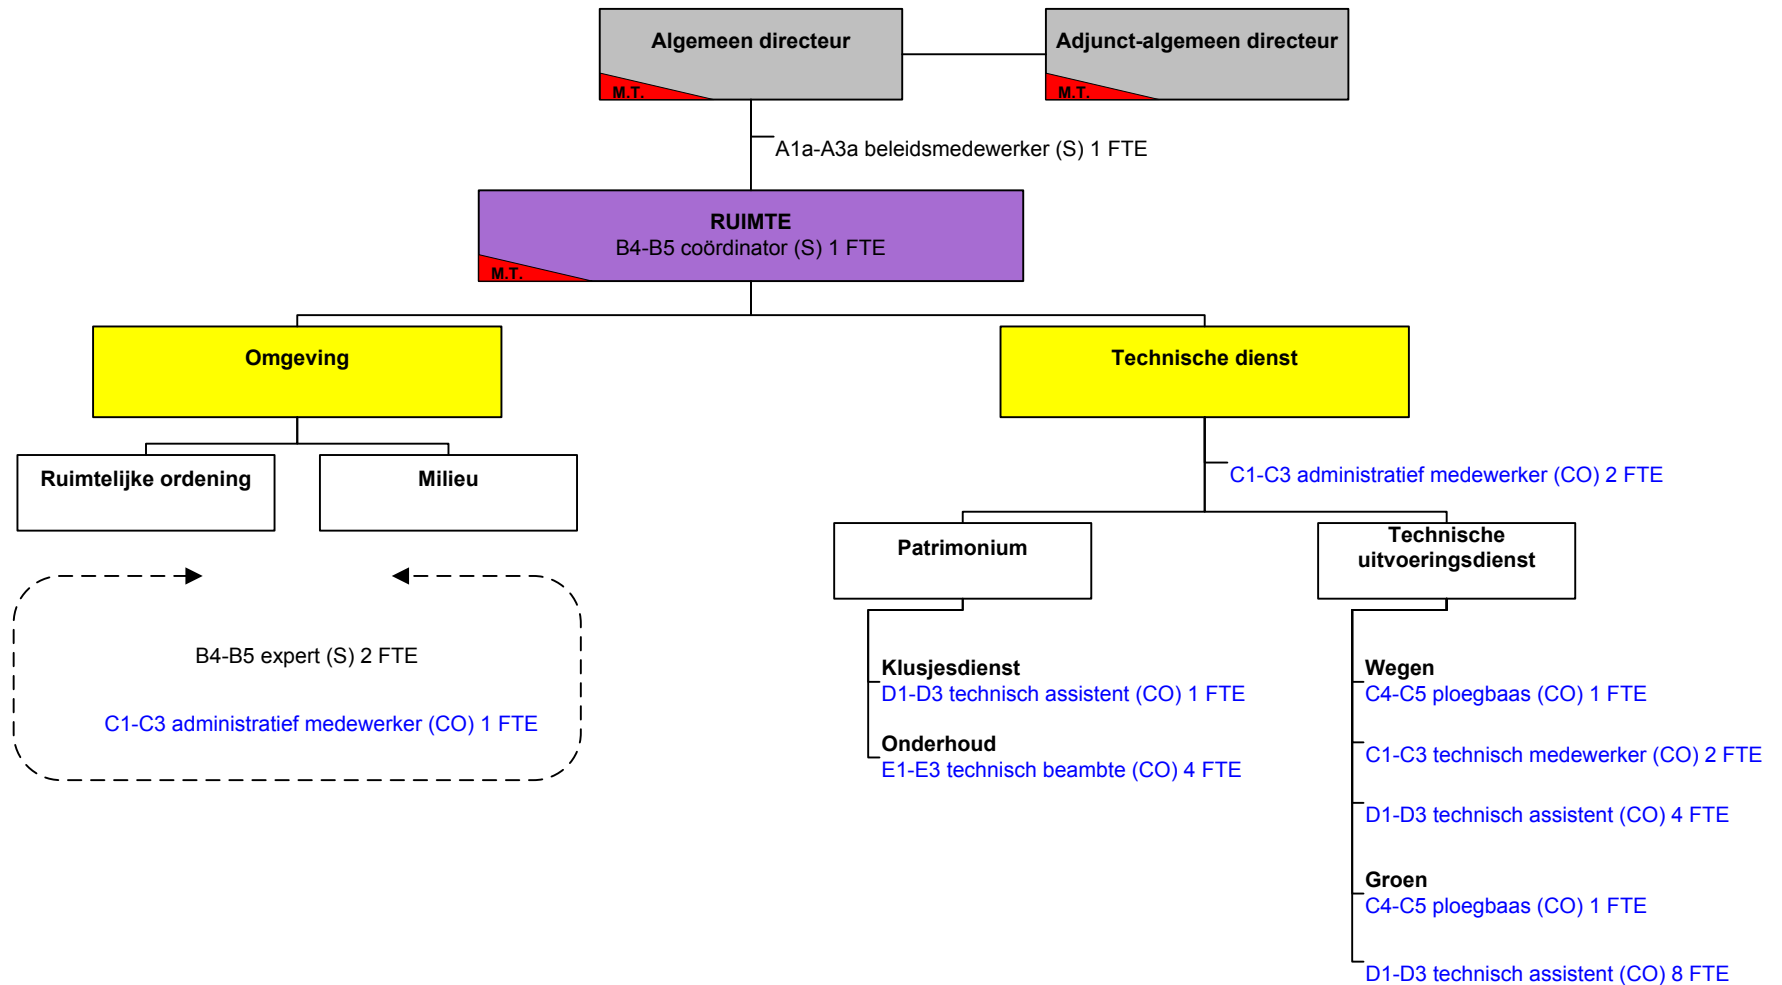 Algemeen directeur
M.T.
Adjunct-algemeen directeur
M.T.
A1a-A3a beleidsmedewerker (S) 1 FTE
RUIMTE
B4-B5 coördinator (S) 1 FTE
M.T.
Omgeving
Technische dienst
Ruimtelijke ordening
Milieu
C1-C3 administratief medewerker (CO) 2 FTE
Patrimonium
Technische
uitvoeringsdienst
B4-B5 expert (S) 2 FTE
C1-C3 administratief medewerker (CO) 1 FTE
Klusjesdienst
D1-D3 technisch assistent (CO) 1 FTE
Onderhoud
E1-E3 technisch beambte (CO) 4 FTE
Wegen
C4-C5 ploegbaas (CO) 1 FTE
C1-C3 technisch medewerker (CO) 2 FTE
D1-D3 technisch assistent (CO) 4 FTE
Groen
C4-C5 ploegbaas (CO) 1 FTE
D1-D3 technisch assistent (CO) 8 FTE